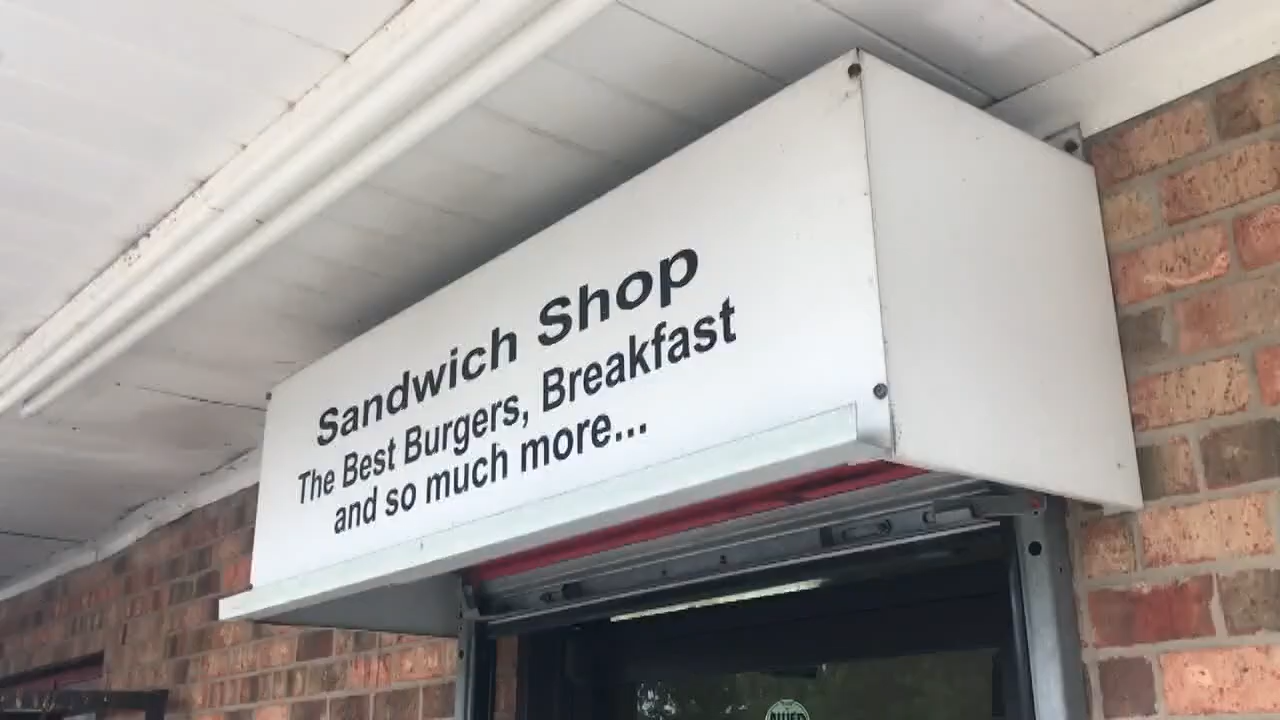 Sandwich Shop
The Best Burgers, Breakfast
and so much more...